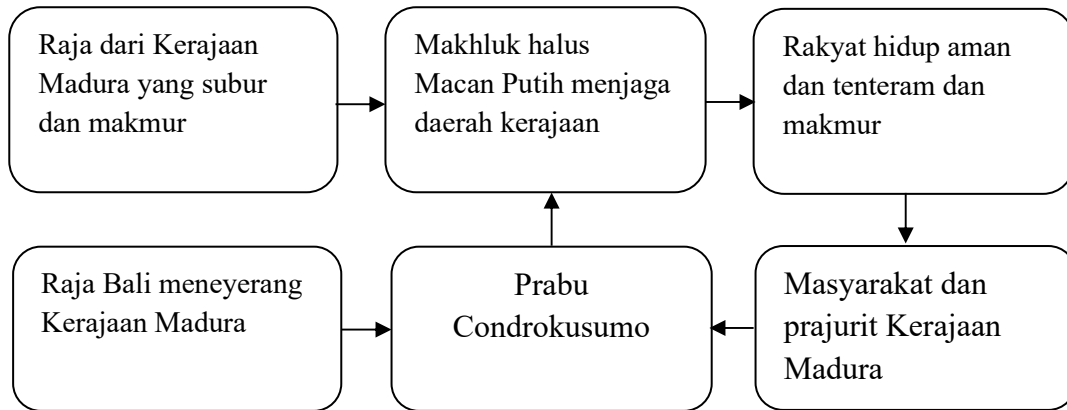 Raja dari Kerajaan
Madura yang subur
dan makmur
Makhluk halus
Macan Putih menjaga
daerah kerajaan
Rakyat hidup aman
dan tenteram dan
makmur
Raja Bali meneyerang
Kerajaan Madura
Prabu
Condrokusumo
Masyarakat dan
prajurit Kerajaan
Madura